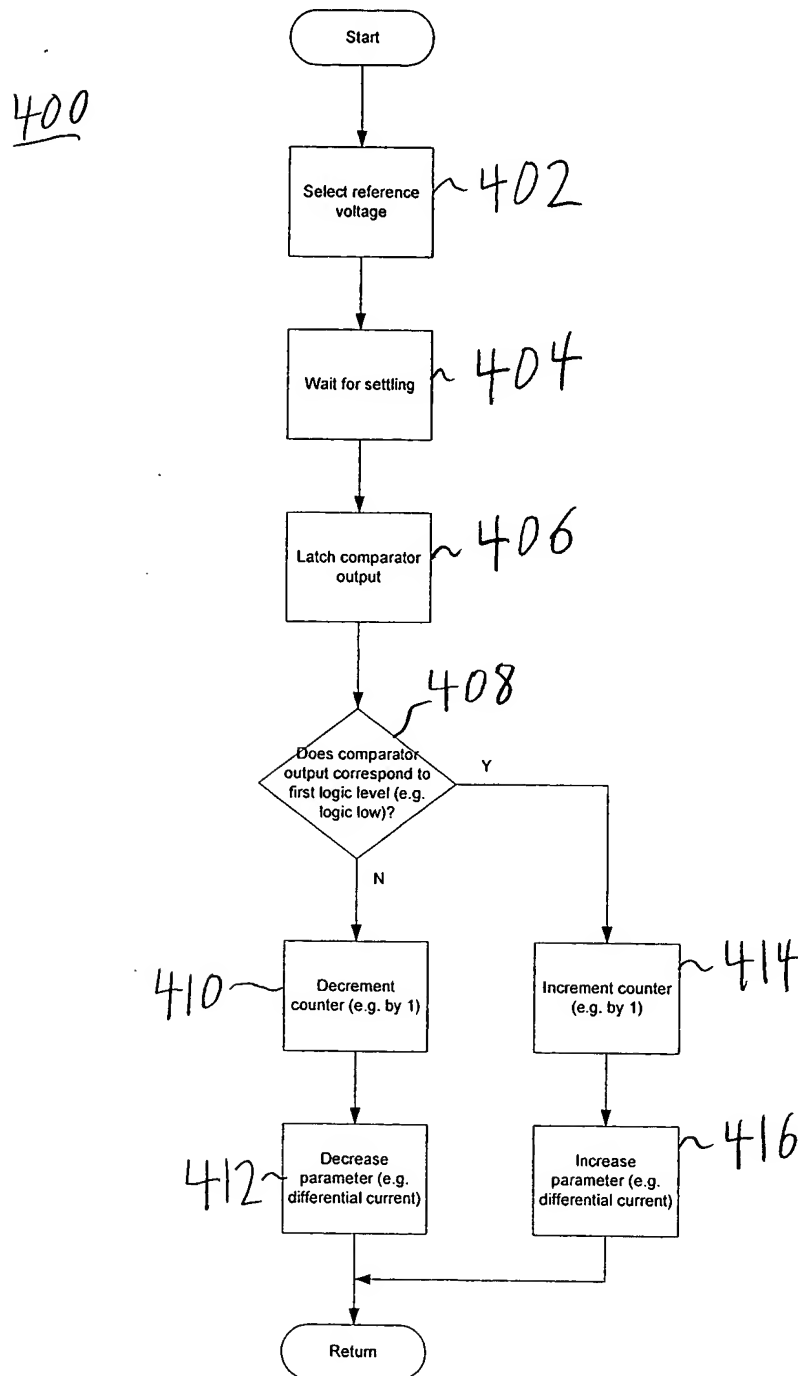 Start
400
Select reference
voltage
402
Wait for settling
404
Latch comparator
output
406
408
Does comparator
output correspond to
first logic level (e.g.
logic low)?
Y
N
410
Decrement
counter (e.g. by 1)
Increment counter
(e.g. by 1)
414
412
Decrease
parameter (e.g.
differential current)
Increase
parameter (e.g.
differential current)
416
Return